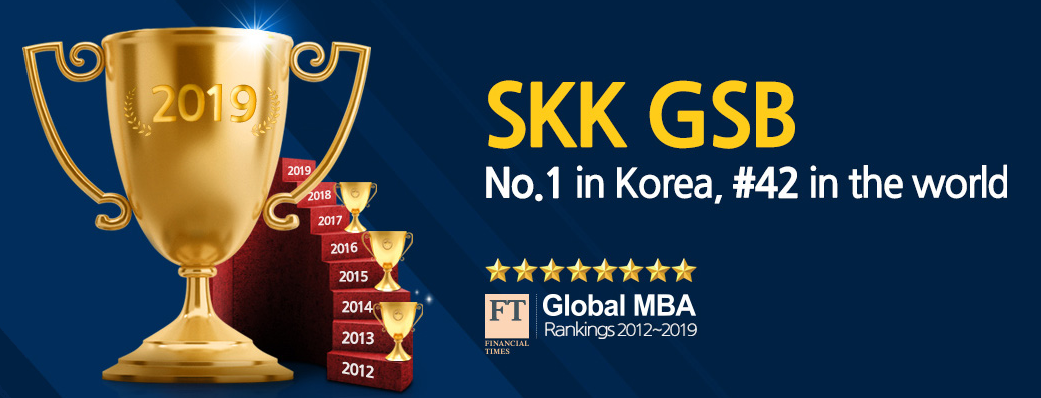 2019
2019
2018
2017
2016
2015
2014
2013
2012
SKK GSB
No.1 in Korea, #42 in the world
FT
FINANCIAL
TIMES
Global MBA
Rankings 2012~2019